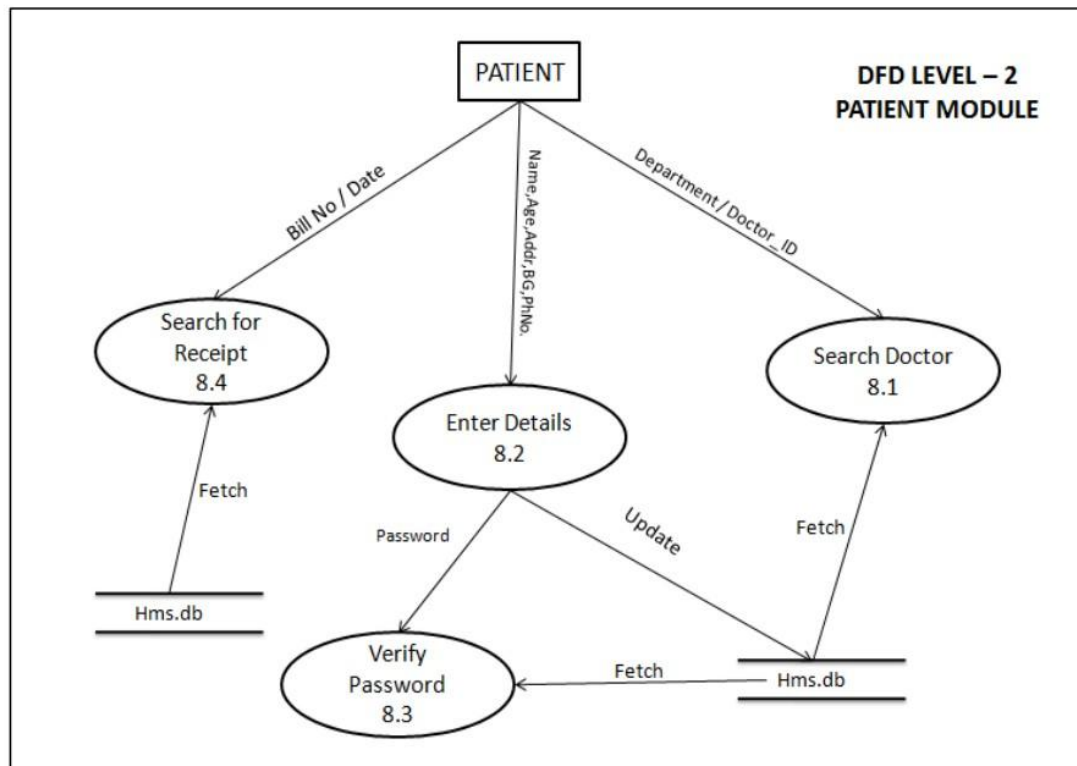 PATIENT
DFD LEVEL – 2
PATIENT MODULE
Bill No / Date
Name,Age,Addr,BG,PhNo.
Department / Doctor_ID
Search for
Receipt
8.4
Search Doctor
8.1
Enter Details
8.2
Fetch
Password
Update
Fetch
Hms.db
Verify
Password
8.3
Fetch
Hms.db